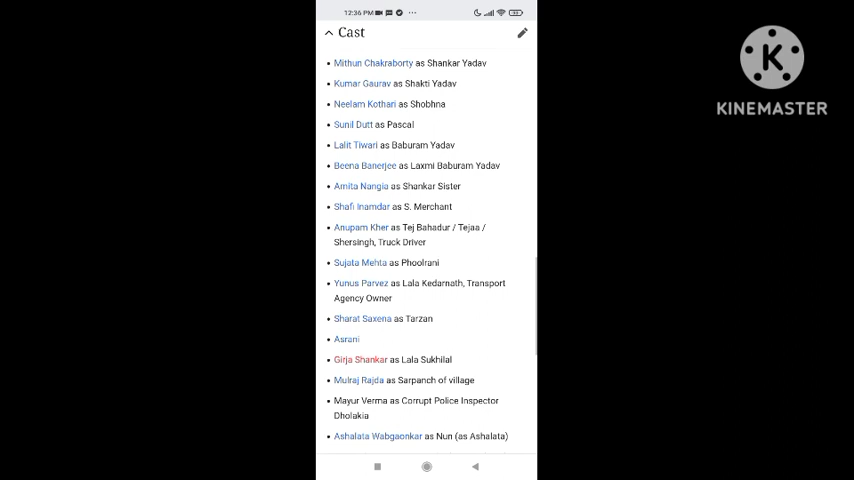 12:36 PM
Cast
Mithun Chakraborty as Shankar Yadav
Kumar Gaurav as Shakti Yadav
Neelam Kothari as Shobhna
Sunil Dutt as Pascal
Lalit Tiwari as Baburam Yadav
Beena Banerjee as Laxmi Baburam Yadav
Amita Nangia as Shankar Sister
Shafi Inamdar as S. Merchant
Anupam Kher as Tej Bahadur / Tejaa /
Shersingh, Truck Driver
Sujata Mehta as Phoolrani
Yunus Parvez as Lala Kedarnath, Transport
Agency Owner
Sharat Saxena as Tarzan
Asrani
Girja Shankar as Lala Sukhilal
Mulraj Rajda as Sarpanch of village
Mayur Verma as Corrupt Police Inspector
Dholakia
Ashalata Wabgaonkar as Nun (as Ashalata)
K
KINEMASTER